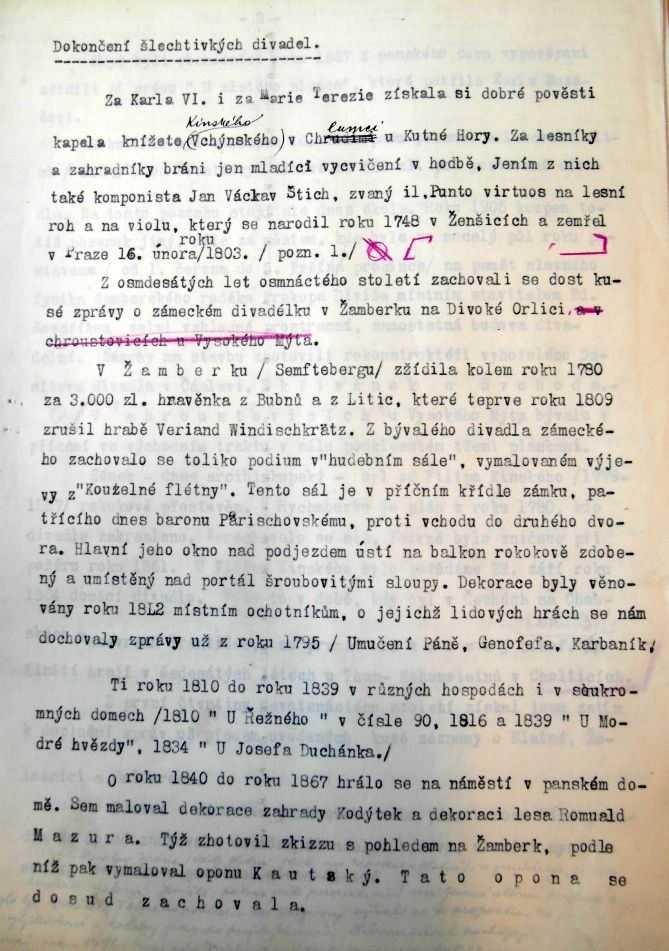 Dokončení šlechtivkých divadel.
Za Karla VI. i za Marie Terezie získala si dobré pověsti
Kinského lumci
kapela knížete (Vchýnského) v Chrudimi u Kutné Hory. Za lesníky
a zahradníky bráni jen mladíci vycvičení v hodbě, Jením z nich
také komponista Jan Václav Štich, zvaný il.Punto virtuos na lesní
roh a na violu, který se narodil roku 1748 v Ženšicích a zemřel
roku
v Praze 16. února/1803. / pozn. 1./
Z osmdesátých let osmnáctého století zachovali se dost ku-
sé zprávy o zámeckém divadélku v Žamberku na Divoké Orlici, a v
chroustovicích u Vysokého Mýta.
V Žamberku / Semftebergu/ zžídila kolem roku 1780
za 3.000 zl. hraběnka z Bubnů a z Litic, které teprve roku 1809
zrušil hrabě Veriand Windischkrätz. Z bývalého divadla zámecké-
ho zachovalo se toliko podium v"hudebním sále", vymalovaném výje-
vy z"Kouželné flétny". Tento sál je v příčním křídle zámku, pa-
třícího dnes baronu Parischovskému, proti vchodu do druhého dvo-
ra. Hlavní jeho okno nad podjezdem ústí na balkon rokokově zdobe-
ný a umístěný nad portál šroubovitými sloupy. Dekorace byly věno-
vány roku 18L2 místním ochotníkům, o jejichž lidových hrách se nám
dochovaly zprávy už z roku 1795 / Umučení Páně, Genofefa, Karbaník/
Ti roku 1810 do roku 1839 v různých hospodách i v soukro-
mných domech /1810 " U Řežného " v čísle 90, 1816 a 1839 " U Mo-
dré hvězdy", 1834 " U Josefa Duchánka./
O roku 1840 do roku 1867 hrálo se na náměstí v panském do-
mě. Sem maloval dekorace zahrady Kodýtek a dekoraci lesa Romuald
Mazura. Týž zhotovil zkizzu s pohledem na Žamberk, podle
níž pak vymaloval oponu Kautský. Tato opona se
dosud zachovala.